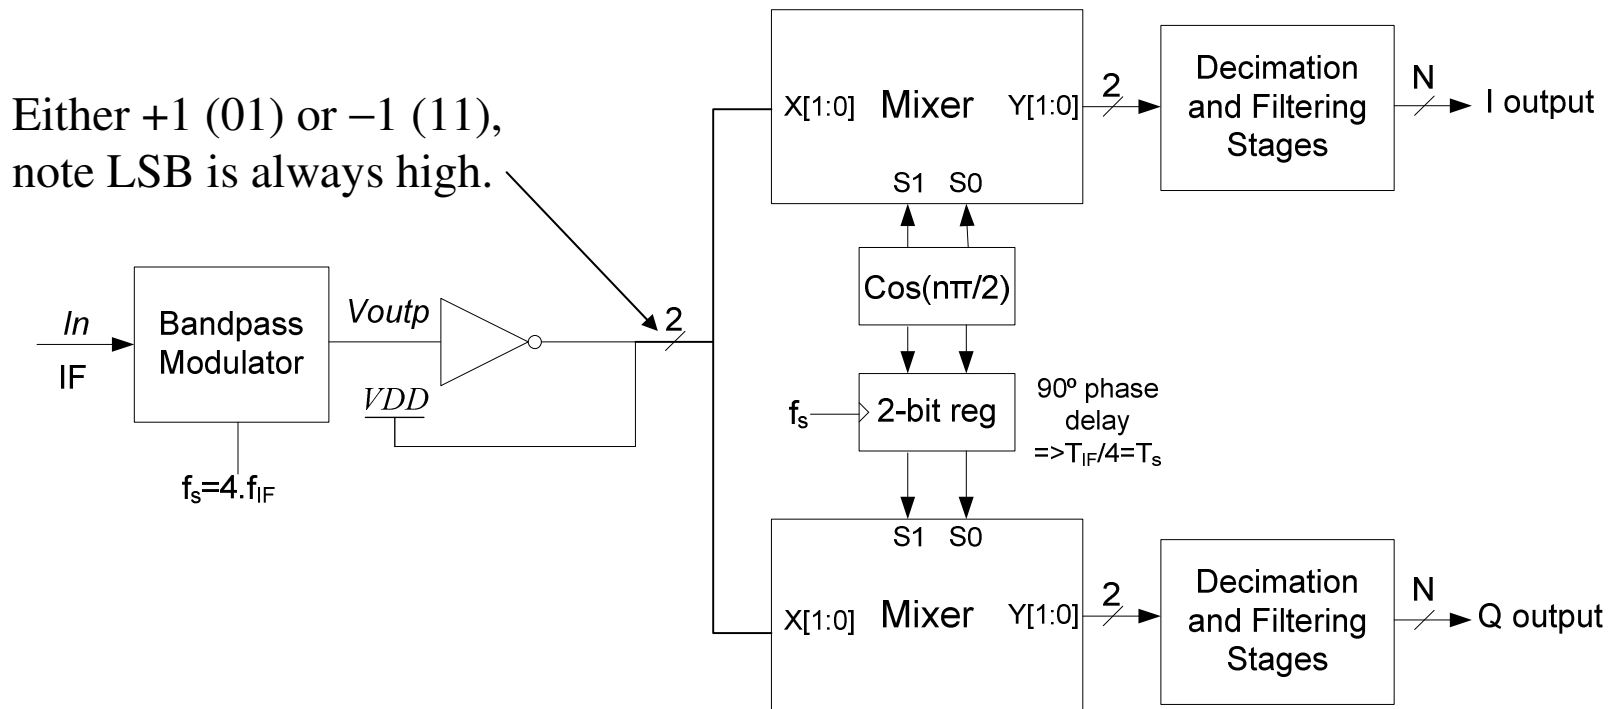 Either +1 (01) or −1 (11),
note LSB is always high.
In
IF
Bandpass
Modulator
fs=4.fIF
Voutp
VDD
2
X[1:0]
Mixer
Y[1:0]
S1 S0
2
Decimation
and Filtering
Stages
N
I output
Cos(nπ/2)
fs
2-bit reg
90º phase
delay
=>TIF/4=Ts
S1 S0
X[1:0]
Mixer
Y[1:0]
2
Decimation
and Filtering
Stages
N
Q output